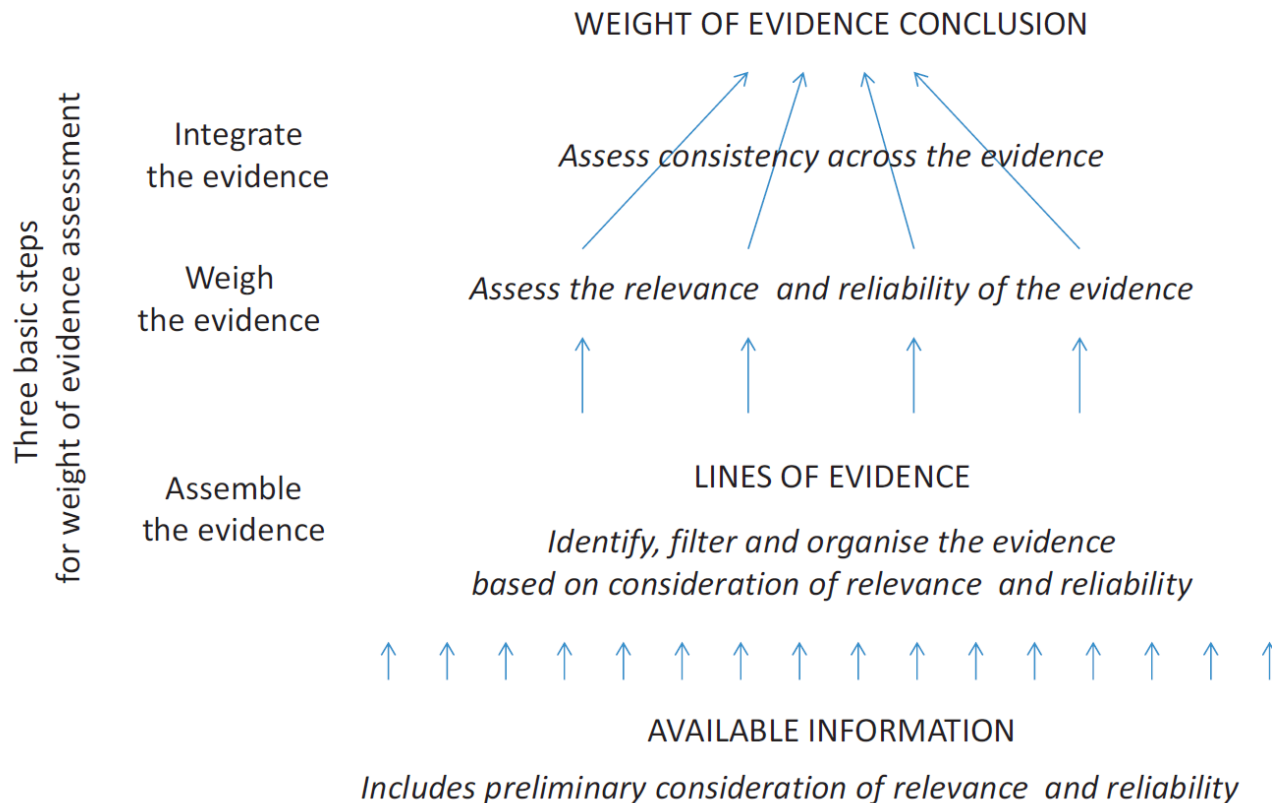 WEIGHT OF EVIDENCE CONCLUSION
Three basic steps
for weight of evidence assessment
Integrate
the evidence
Assess consistency across the evidence
Weigh
the evidence
Assess the relevance and reliability of the evidence
Assemble
the evidence
LINES OF EVIDENCE
Identify, filter and organise the evidence
based on consideration of relevance and reliability
AVAILABLE INFORMATION
Includes preliminary consideration of relevance and reliability